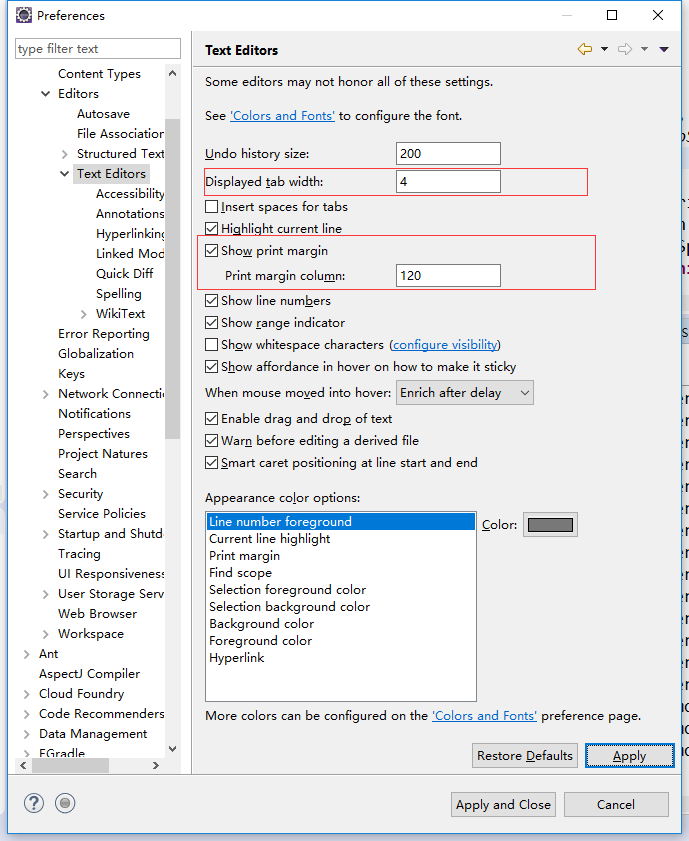 Preferences
type filter text
Content Types
Editors
Autosave
File Association
Structured Text
Text Editors
Accessibility
Annotations
Hyperlinking
Linked Mod
Quick Diff
Spelling
WikiText
Error Reporting
Globalization
Keys
Network Connectio
Notifications
Perspectives
Project Natures
Search
Security
Service Policies
Startup and Shutd
Tracing
UI Responsiveness
User Storage Serv
Web Browser
Workspace
Ant
AspectJ Compiler
Cloud Foundry
Code Recommenders
Data Management
EGradle
Text Editors
Some editors may not honor all of these settings.
See 'Colors and Fonts' to configure the font.
Undo history size: 200
Displayed tab width: 4
Insert spaces for tabs
Highlight current line
Show print margin
Print margin column: 120
Show line numbers
Show range indicator
Show whitespace characters (configure visibility)
Show affordance in hover on how to make it sticky
When mouse moved into hover: Enrich after delay
Enable drag and drop of text
Warn before editing a derived file
Smart caret positioning at line start and end
Appearance color options:
Line number foreground
Current line highlight
Print margin
Find scope
Selection foreground color
Selection background color
Background color
Foreground color
Hyperlink
Color:
More colors can be configured on the 'Colors and Fonts' preference page.
Restore Defaults Apply
Apply and Close Cancel